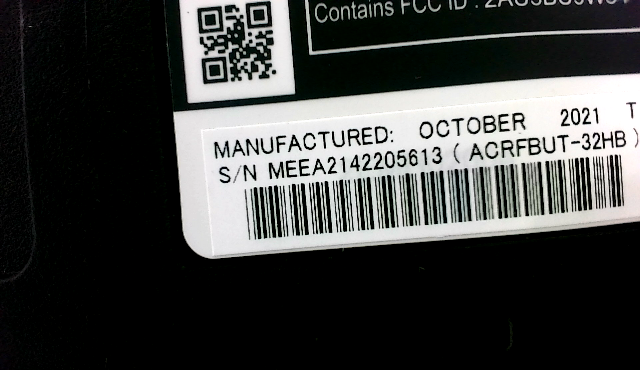 Contains FCC ID :
MANUFACTURED: OCTOBER 2021 T
S/N MEEA2142205613 ( ACRFBUT-32HB )